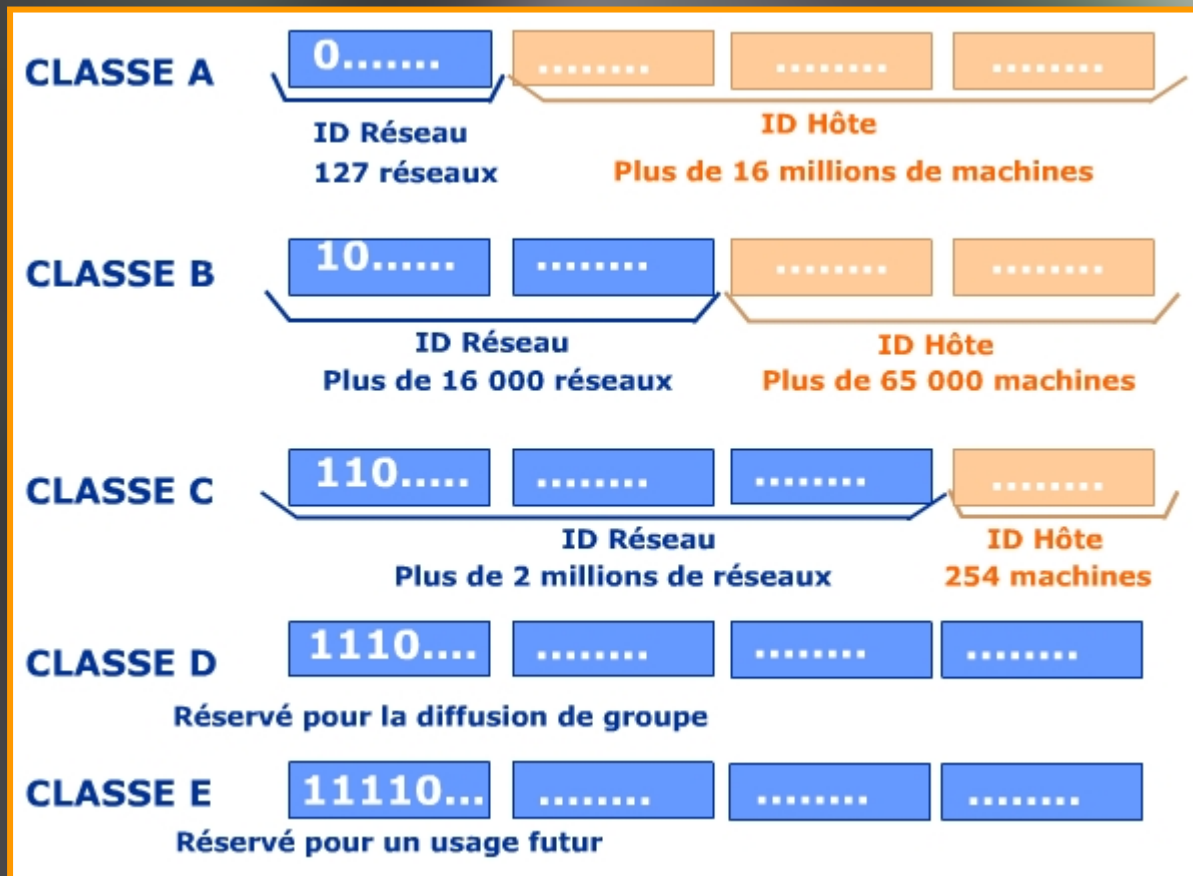 CLASSE A 0....... ........ ........ ........
ID Réseau ID Hôte
127 réseaux Plus de 16 millions de machines
CLASSE B 10...... ........ ........ ........
ID Réseau ID Hôte
Plus de 16 000 réseaux Plus de 65 000 machines
CLASSE C 110..... ........ ........ ........
ID Réseau ID Hôte
Plus de 2 millions de réseaux 254 machines
CLASSE D 1110.... ........ ........ ........
Réservé pour la diffusion de groupe
CLASSE E 11110... ........ ........ ........
Réservé pour un usage futur